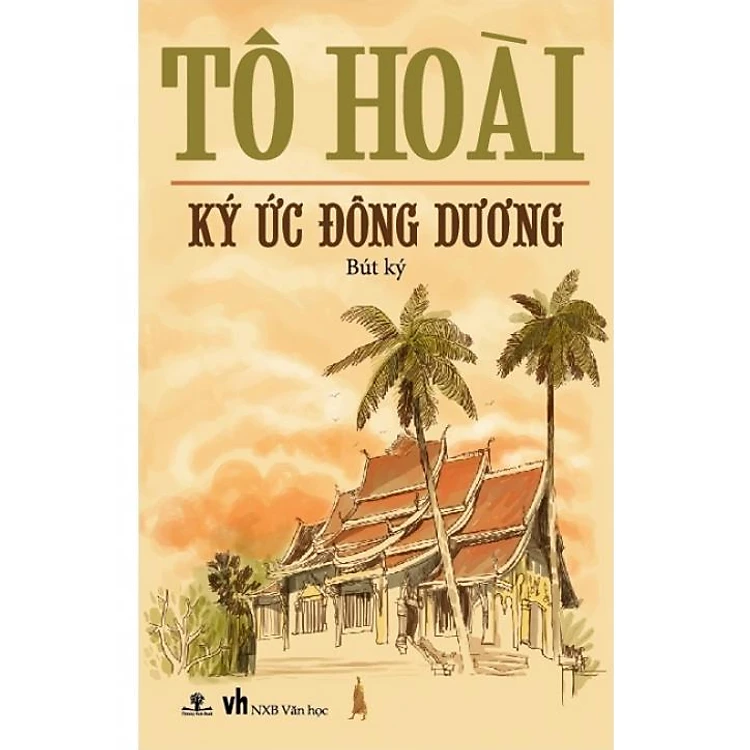 TÔ HOÀI
KÝ ỨC ĐÔNG DƯƠNG
Bút ký
vh NXB Văn học